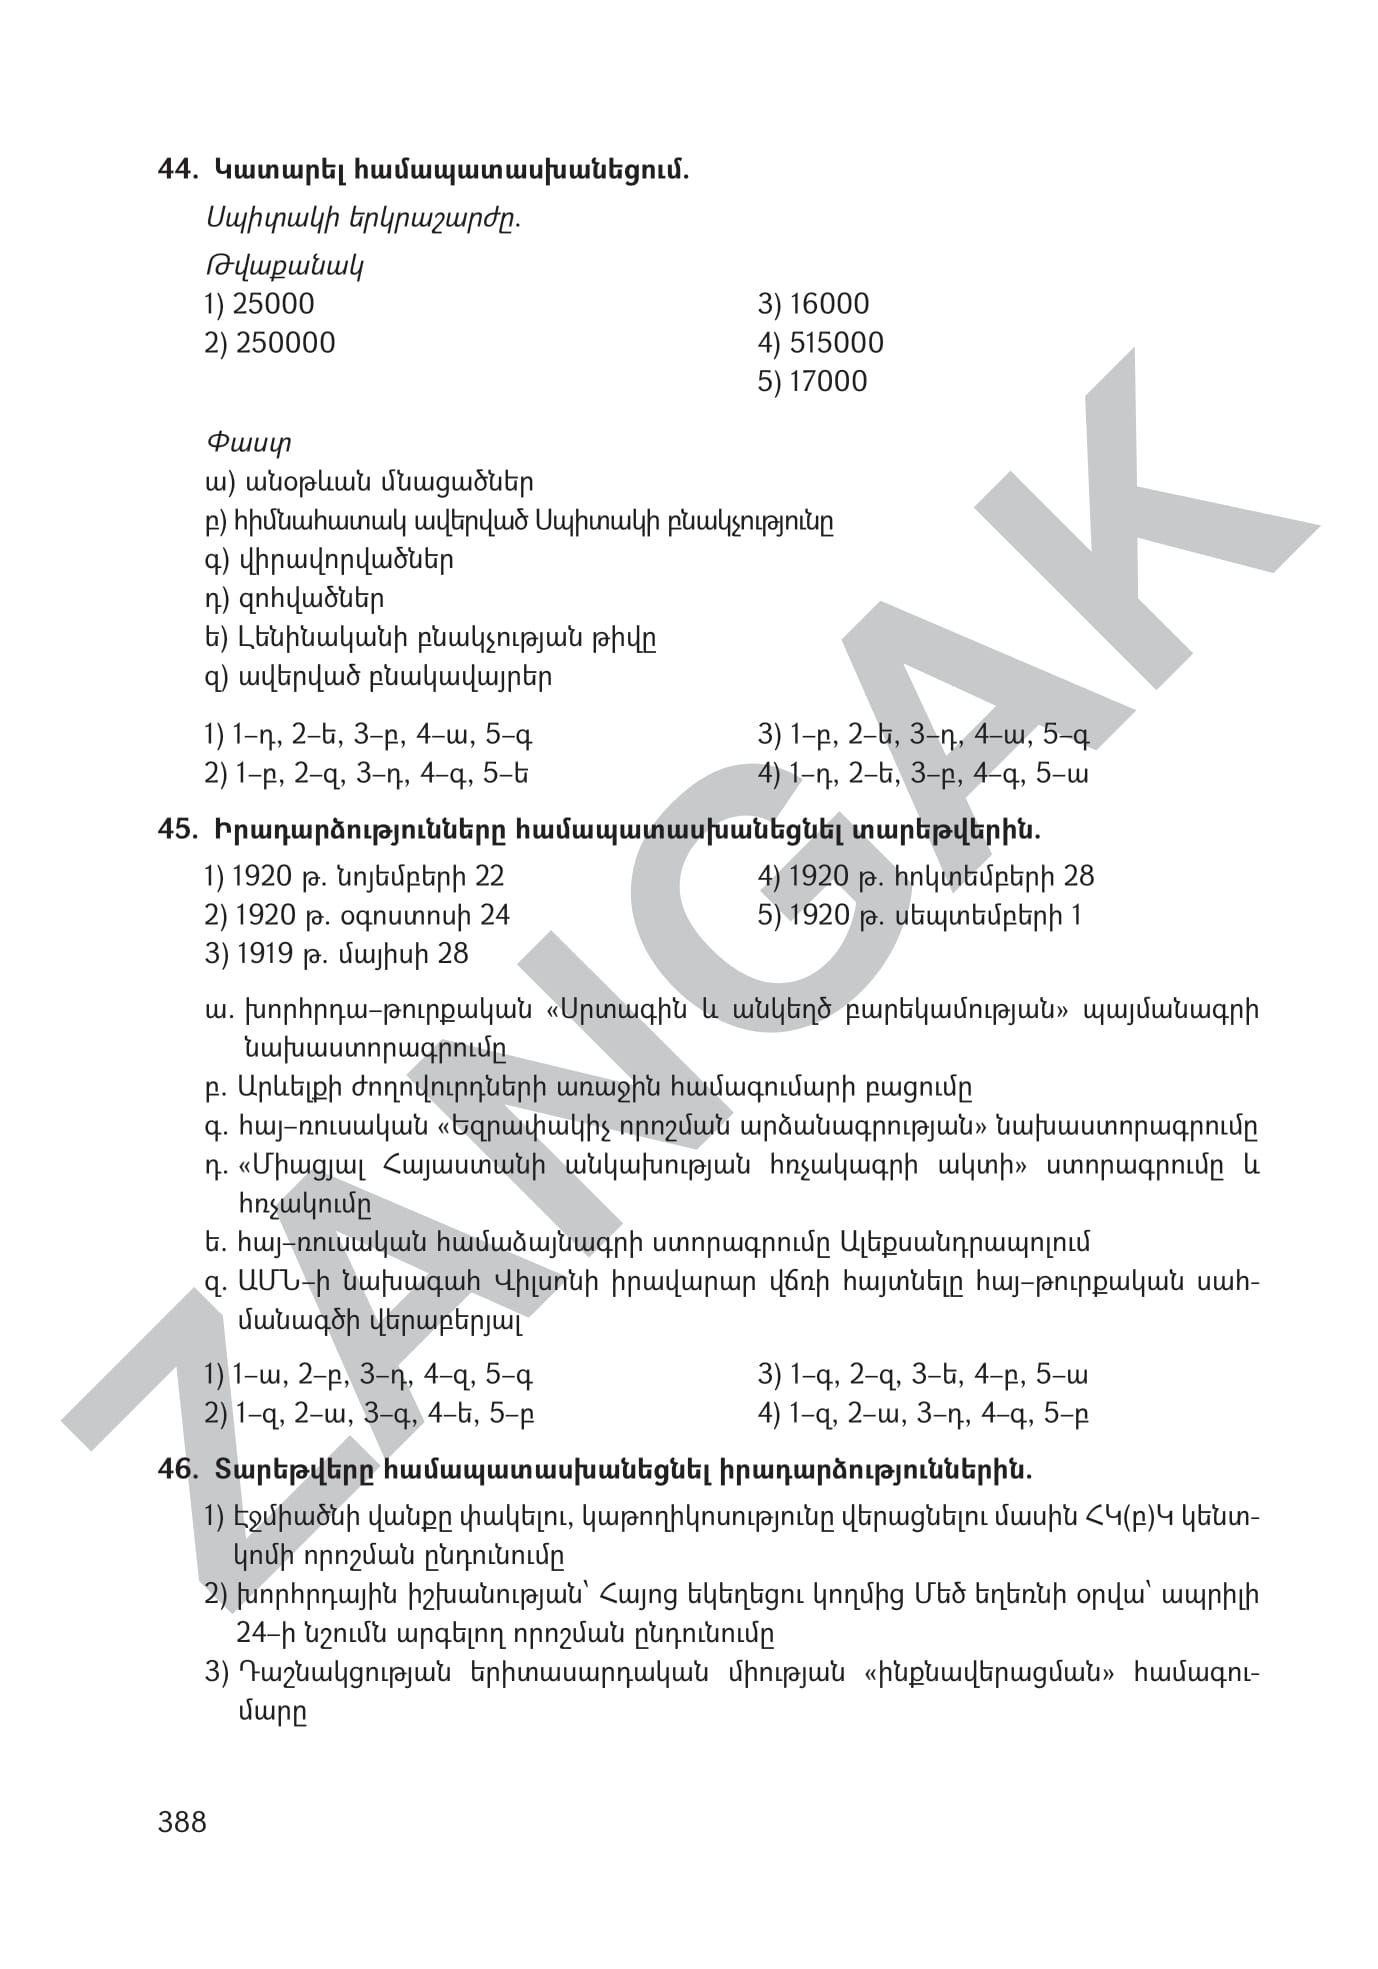 44. Կատարել համապատասխանեցում.
Սպիտակի երկրաշարժը.
Թվաքանակ
1) 25000
2) 250000
3) 16000
4) 515000
5) 17000
Փաստ
ա) անօթևան մնացածներ
բ) հիմնահատակ ավերված Սպիտակի բնակչությունը
գ) վիրավորվածներ
դ) զոհվածներ
ե) Լենինականի բնակչության թիվը
զ) ավերված բնակավայրեր
1) 1–դ, 2–ե, 3–բ, 4–ա, 5–գ
2) 1–բ, 2–զ, 3–դ, 4–գ, 5–ե
3) 1–բ, 2–ե, 3–դ, 4–ա, 5–գ
4) 1–դ, 2–ե, 3–բ, 4–գ, 5–ա
45. Իրադարձությունները համապատասխանեցնել տարեթվերին.
1) 1920 թ. նոյեմբերի 22
2) 1920 թ. օգոստոսի 24
3) 1919 թ. մայիսի 28
4) 1920 թ. հոկտեմբերի 28
5) 1920 թ. սեպտեմբերի 1
ա. խորհրդա–թուրքական «Սրտագին և անկեղծ բարեկամության» պայմանագրի
նախաստորագրումը
բ. Արևելքի ժողովուրդների առաջին համագումարի բացումը
գ. հայ–ռուսական «Եզրափակիչ որոշման արձանագրության» նախաստորագրումը
դ. «Միացյալ Հայաստանի անկախության հռչակագրի ակտի» ստորագրումը և
հռչակումը
ե. հայ–ռուսական համաձայնագրի ստորագրումը Ալեքսանդրապոլում
զ. ԱՄՆ–ի նախագահ Վիլսոնի իրավարար վճռի հայտնելը հայ–թուրքական սահ-
մանագծի վերաբերյալ
1) 1–ա, 2–բ, 3–դ, 4–զ, 5–գ
2) 1–զ, 2–ա, 3–գ, 4–ե, 5–բ
3) 1–գ, 2–զ, 3–ե, 4–բ, 5–ա
4) 1–զ, 2–ա, 3–դ, 4–գ, 5–բ
46. Տարեթվերը համապատասխանեցնել իրադարձություններին.
1) Էջմիածնի վանքը փակելու, կաթողիկոսությունը վերացնելու մասին ՀԿ(բ)Կ կենտ-
կոմի որոշման ընդունումը
2) խորհրդային իշխանության՝ Հայոց եկեղեցու կողմից Մեծ եղեռնի օրվա՝ ապրիլի
24–ի նշումն արգելող որոշման ընդունումը
3) Դաշնակցության երիտասարդական միության «ինքնավերացման» համագու-
մարը
388
ZANGAK